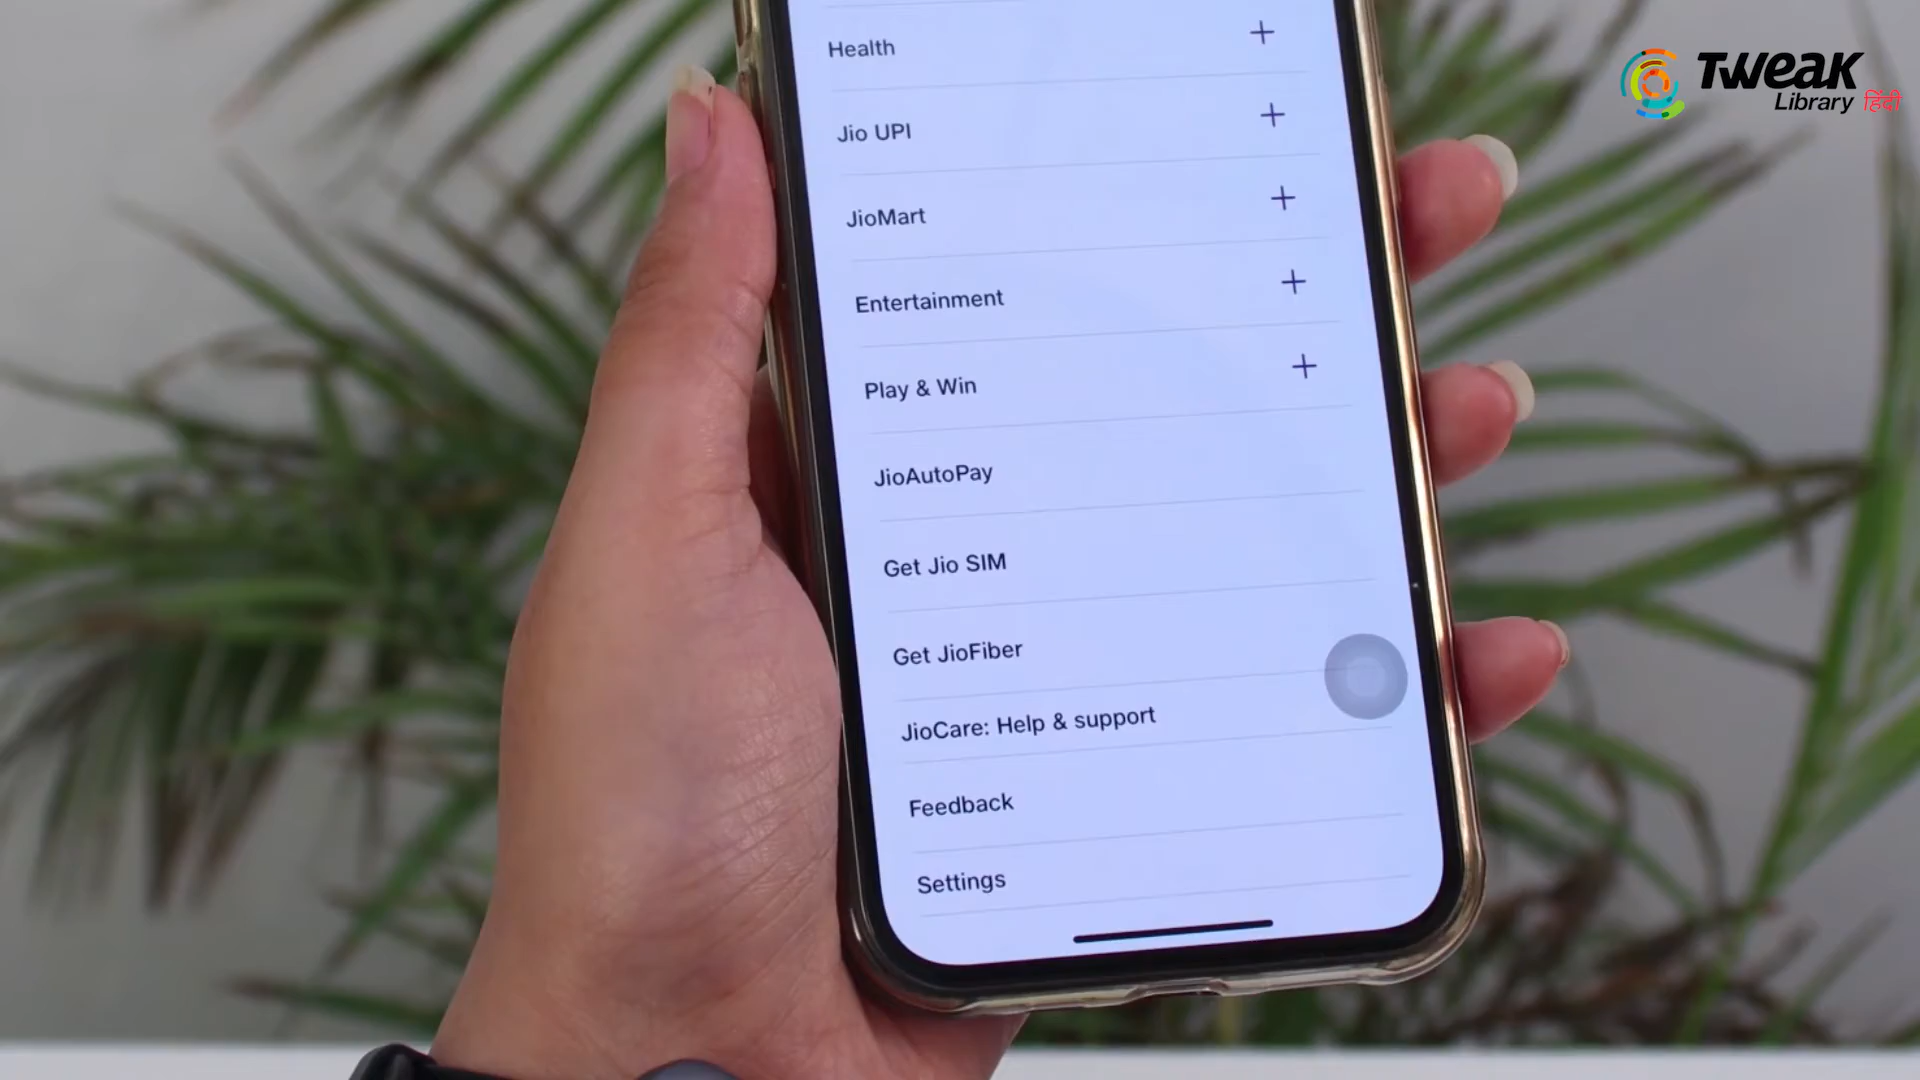 Health
Jio UPI
JioMart
Entertainment
Play & Win
JioAutoPay
Get Jio SIM
Get JioFiber
JioCare: Help & support
Feedback
Settings
TWeaK
Library हिंदी